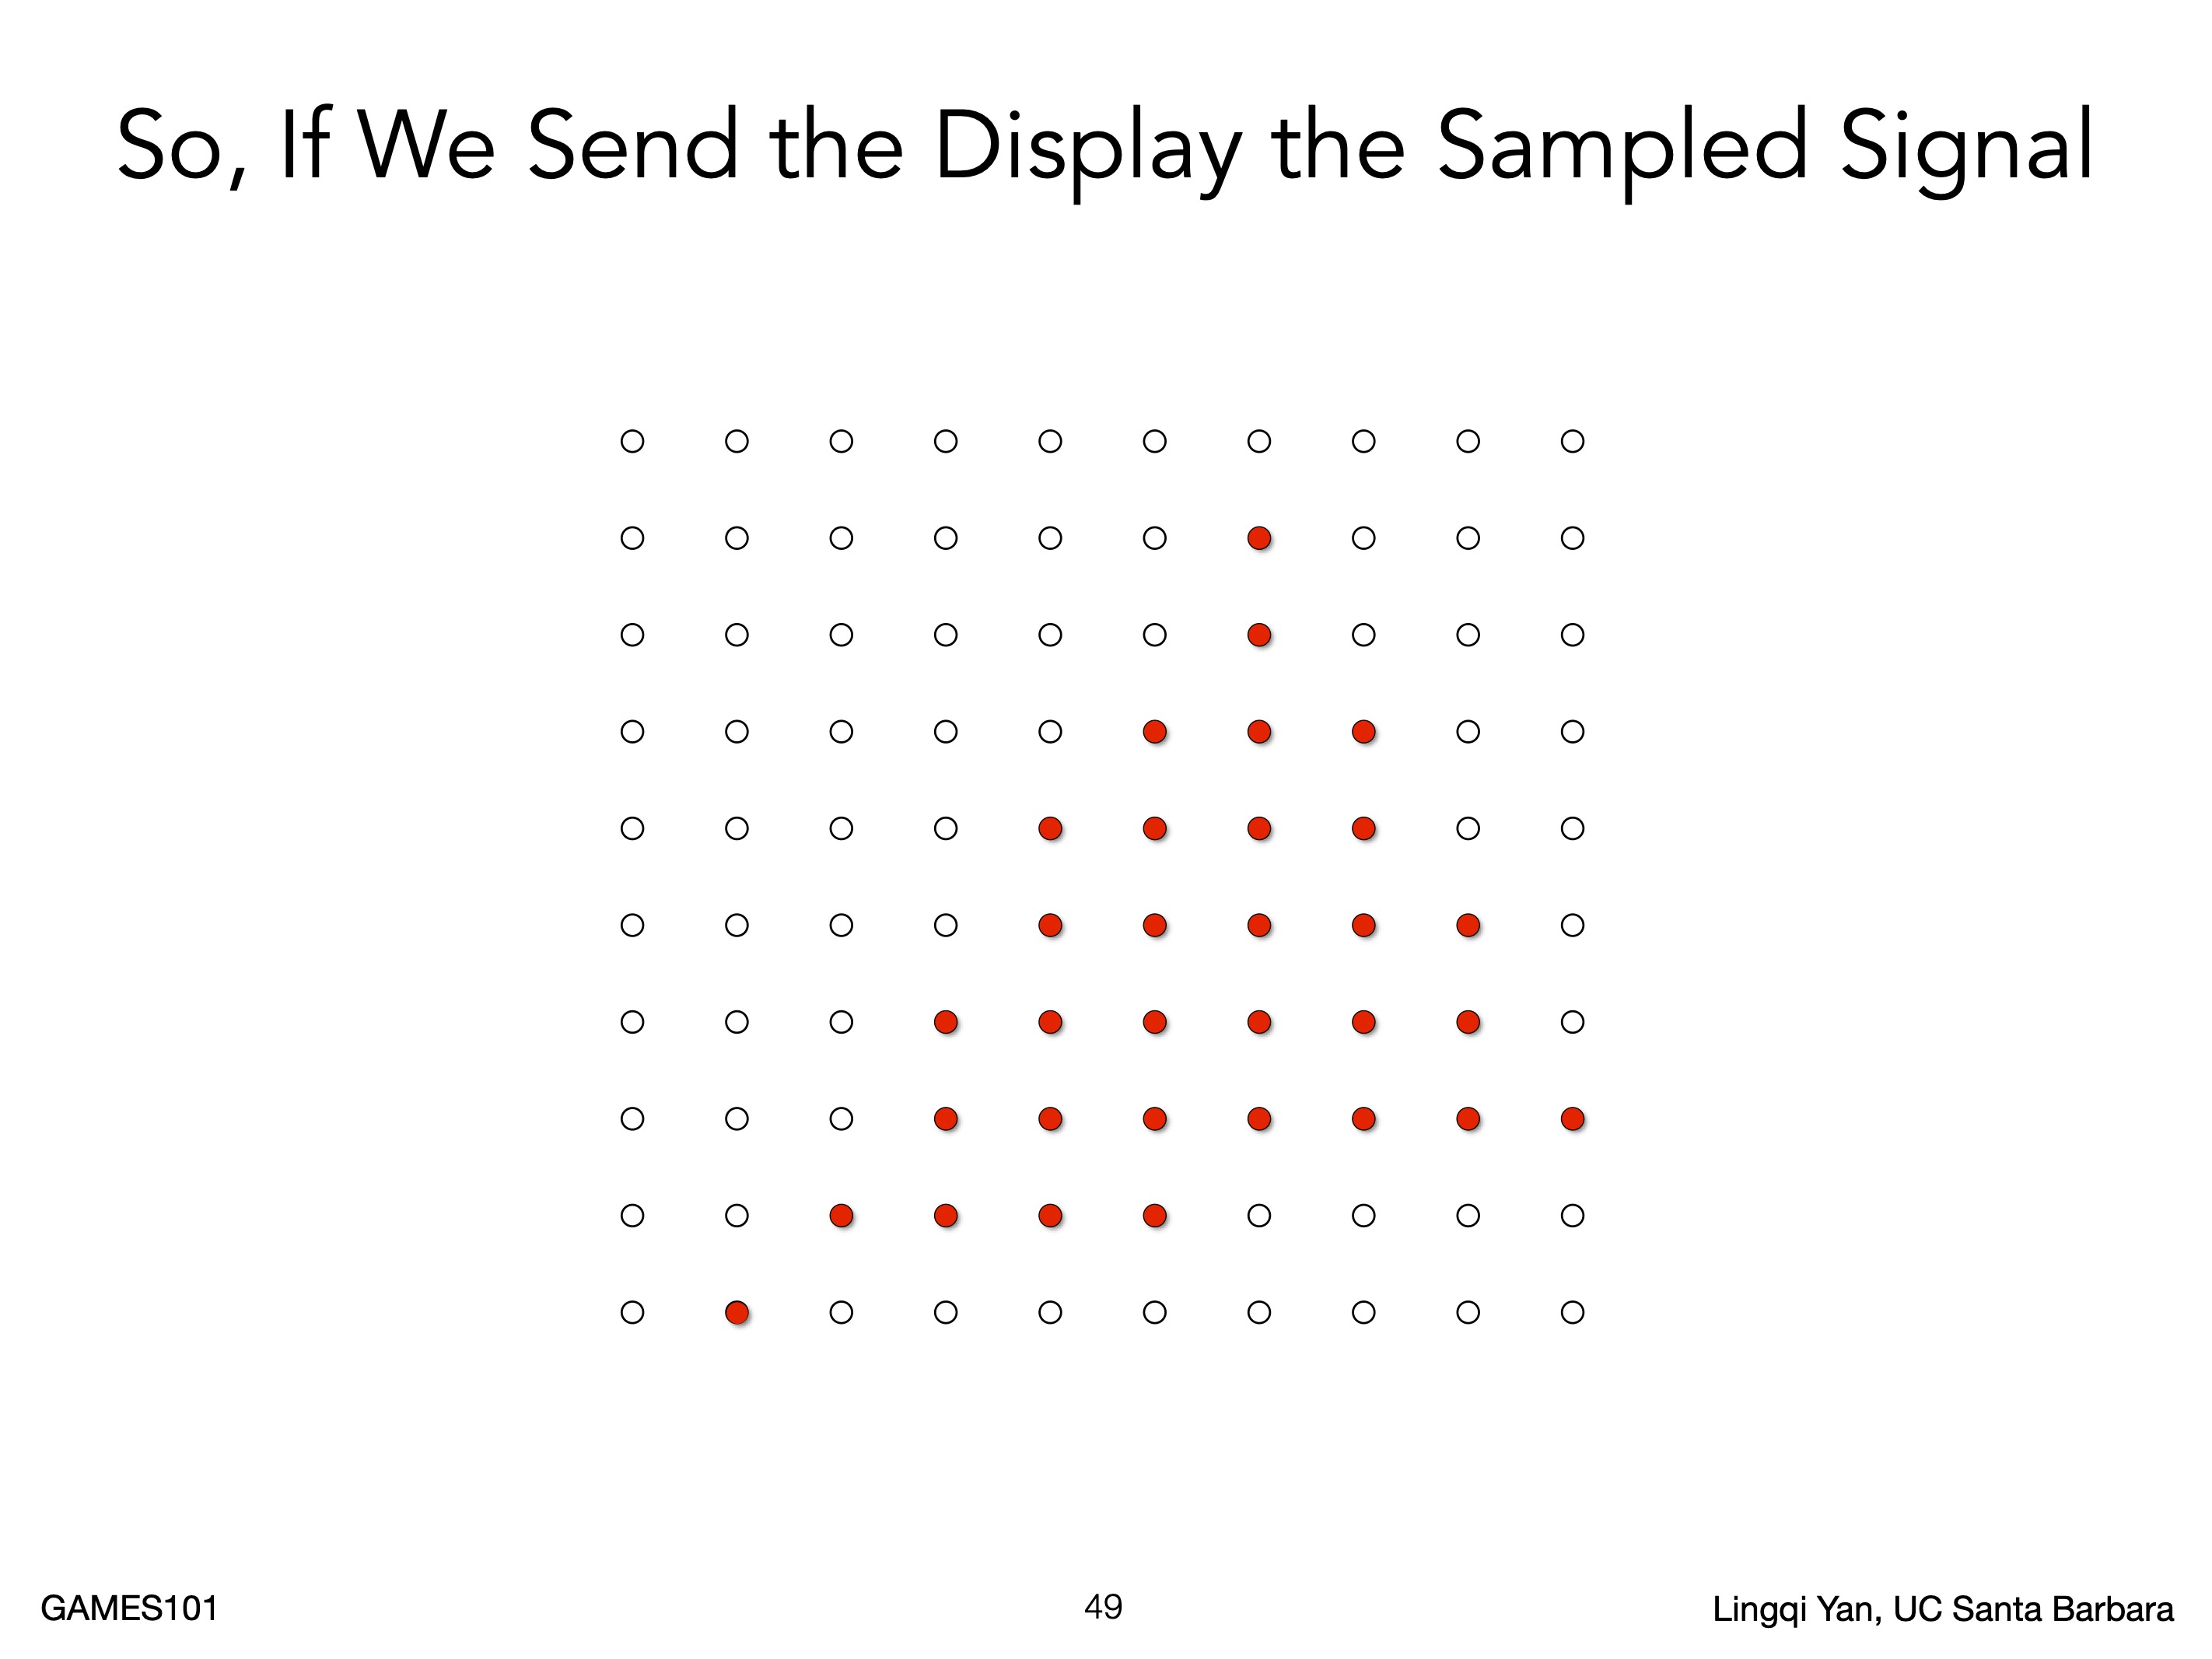 So, If We Send the Display the Sampled Signal
GAMES101
49
Lingqi Yan, UC Santa Barbara